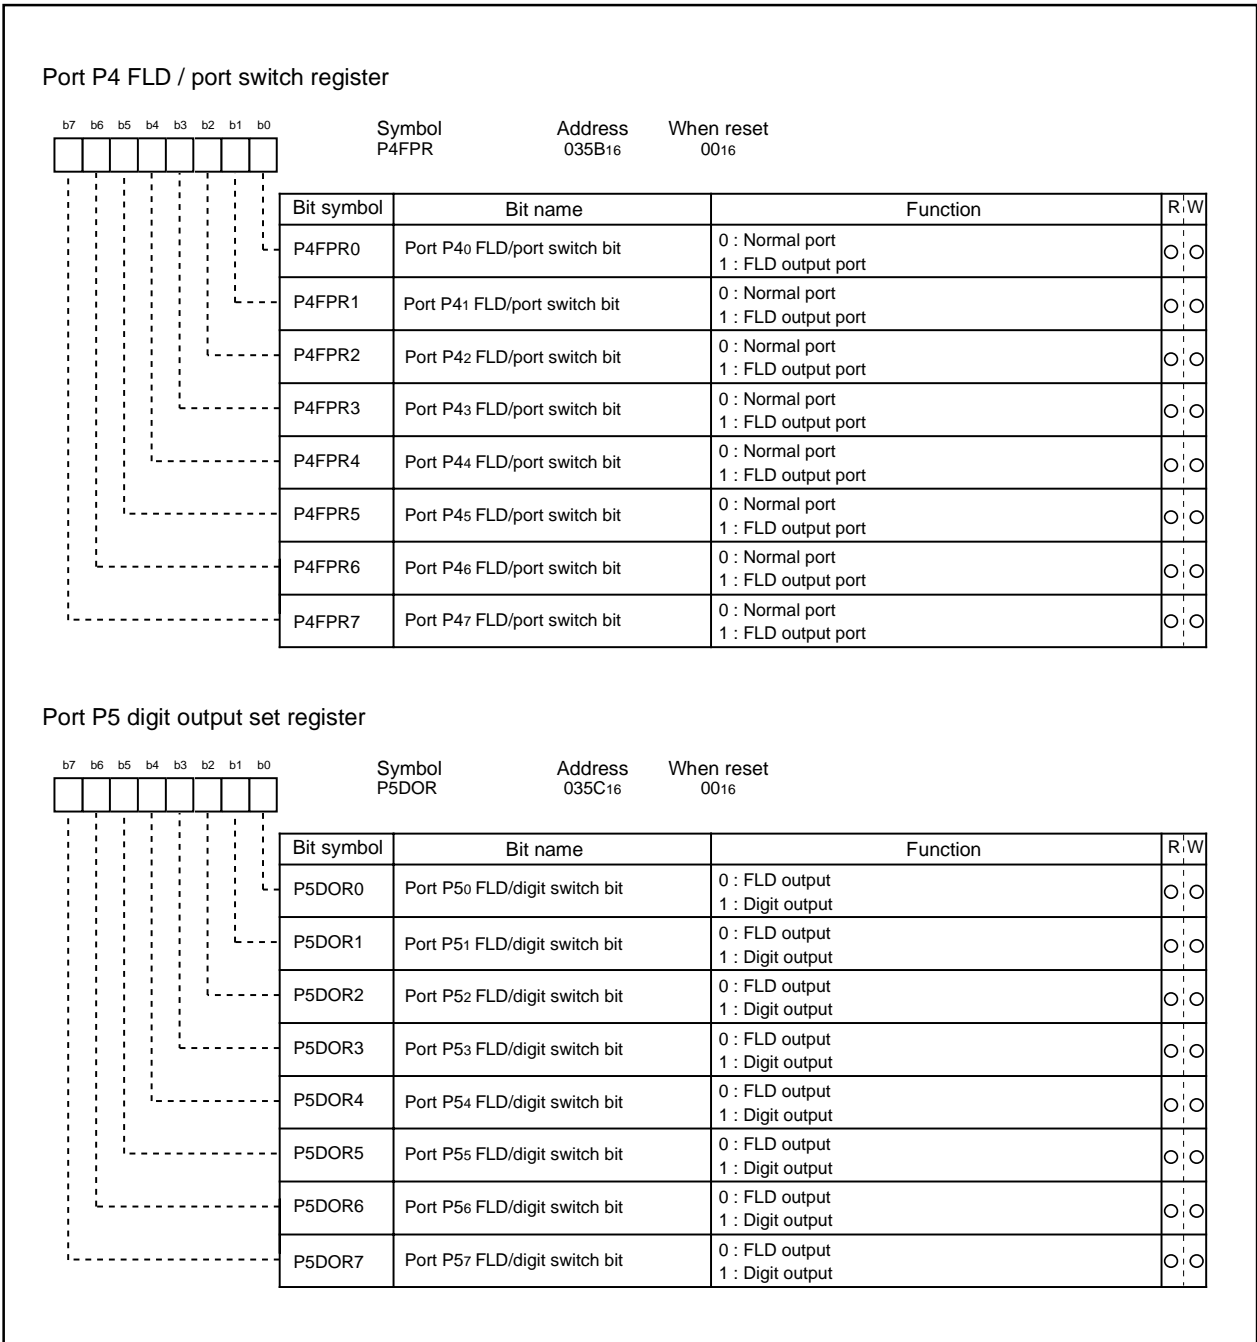 Port P4 FLD / port switch register
b7 b6 b5 b4 b3 b2 b1 b0
Symbol Address When reset
P4FPR 035B16 0016
Bit symbol Bit name Function R W
P4FPR0 Port P40 FLD/port switch bit 0 : Normal port
1 : FLD output port
P4FPR1 Port P41 FLD/port switch bit 0 : Normal port
1 : FLD output port
P4FPR2 Port P42 FLD/port switch bit 0 : Normal port
1 : FLD output port
P4FPR3 Port P43 FLD/port switch bit 0 : Normal port
1 : FLD output port
P4FPR4 Port P44 FLD/port switch bit 0 : Normal port
1 : FLD output port
P4FPR5 Port P45 FLD/port switch bit 0 : Normal port
1 : FLD output port
P4FPR6 Port P46 FLD/port switch bit 0 : Normal port
1 : FLD output port
P4FPR7 Port P47 FLD/port switch bit 0 : Normal port
1 : FLD output port
Port P5 digit output set register
b7 b6 b5 b4 b3 b2 b1 b0
Symbol Address When reset
P5DOR 035C16 0016
Bit symbol Bit name Function R W
P5DOR0 Port P50 FLD/digit switch bit 0 : FLD output
1 : Digit output
P5DOR1 Port P51 FLD/digit switch bit 0 : FLD output
1 : Digit output
P5DOR2 Port P52 FLD/digit switch bit 0 : FLD output
1 : Digit output
P5DOR3 Port P53 FLD/digit switch bit 0 : FLD output
1 : Digit output
P5DOR4 Port P54 FLD/digit switch bit 0 : FLD output
1 : Digit output
P5DOR5 Port P55 FLD/digit switch bit 0 : FLD output
1 : Digit output
P5DOR6 Port P56 FLD/digit switch bit 0 : FLD output
1 : Digit output
P5DOR7 Port P57 FLD/digit switch bit 0 : FLD output
1 : Digit output